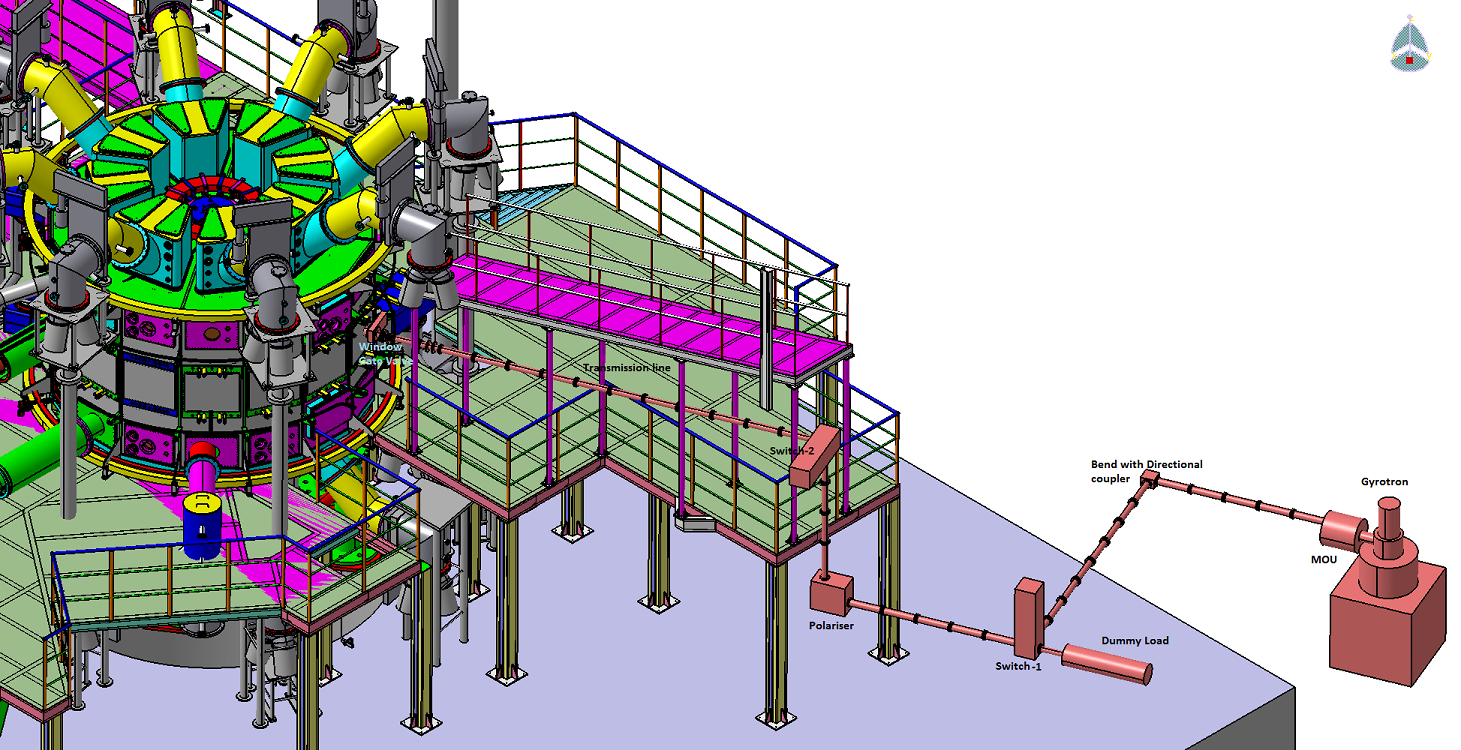 Window
Gate Valve
Transmission line
Switch-2
Bend with Directional
coupler
Gyrotron
MOU
Polariser
Switch-1
Dummy Load